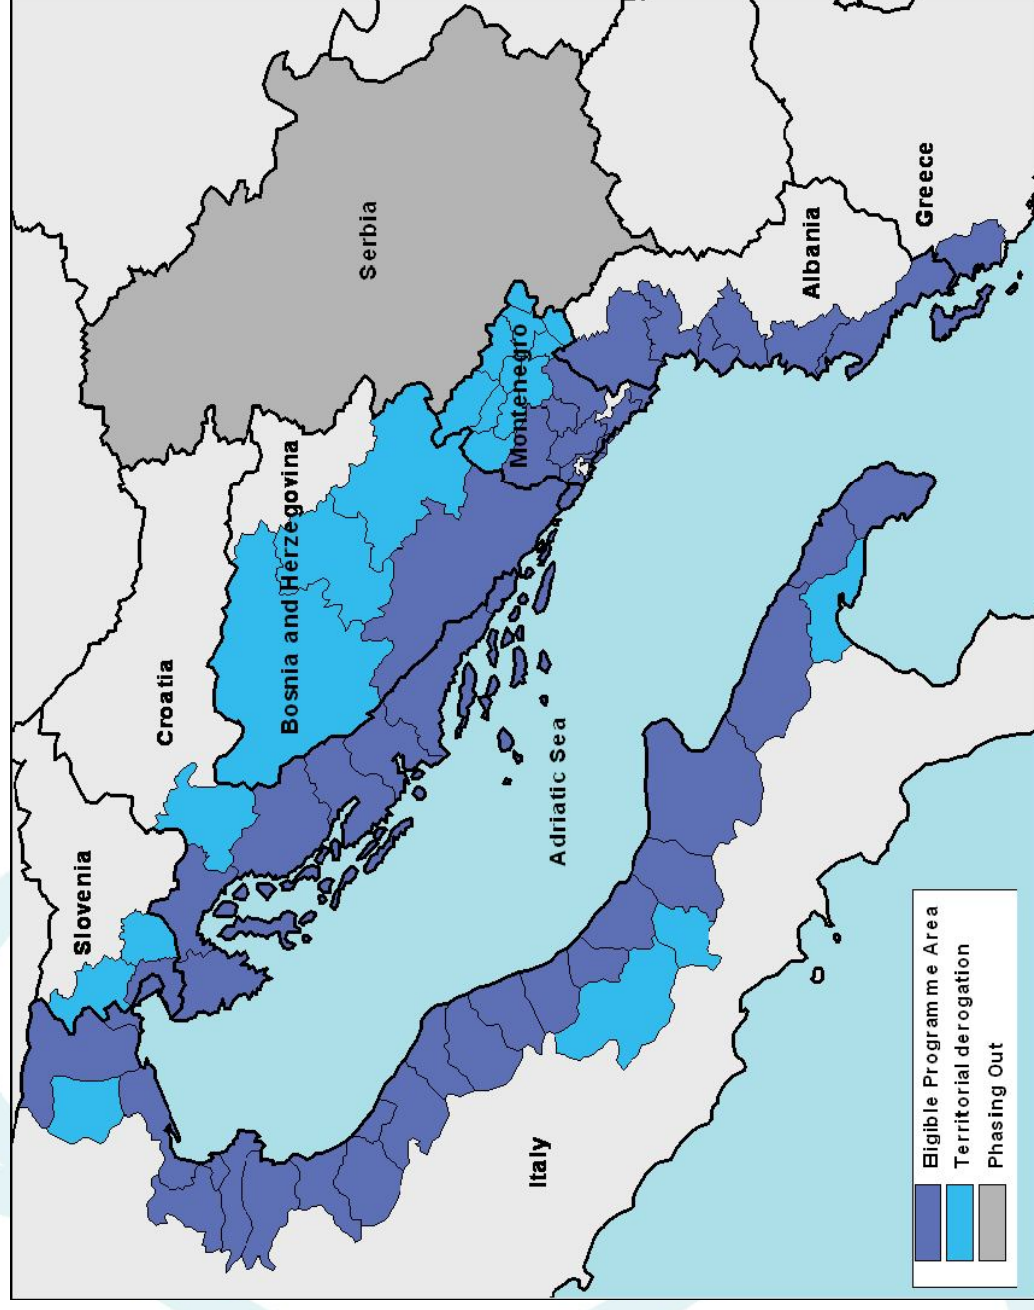 Slovenia
Croatia
Bosnia and Herzegovina
Serbia
Montenegro
Adriatic Sea
Italy
Albania
Greece
Eligible Programme Area
Territorial derogation
Phasing Out